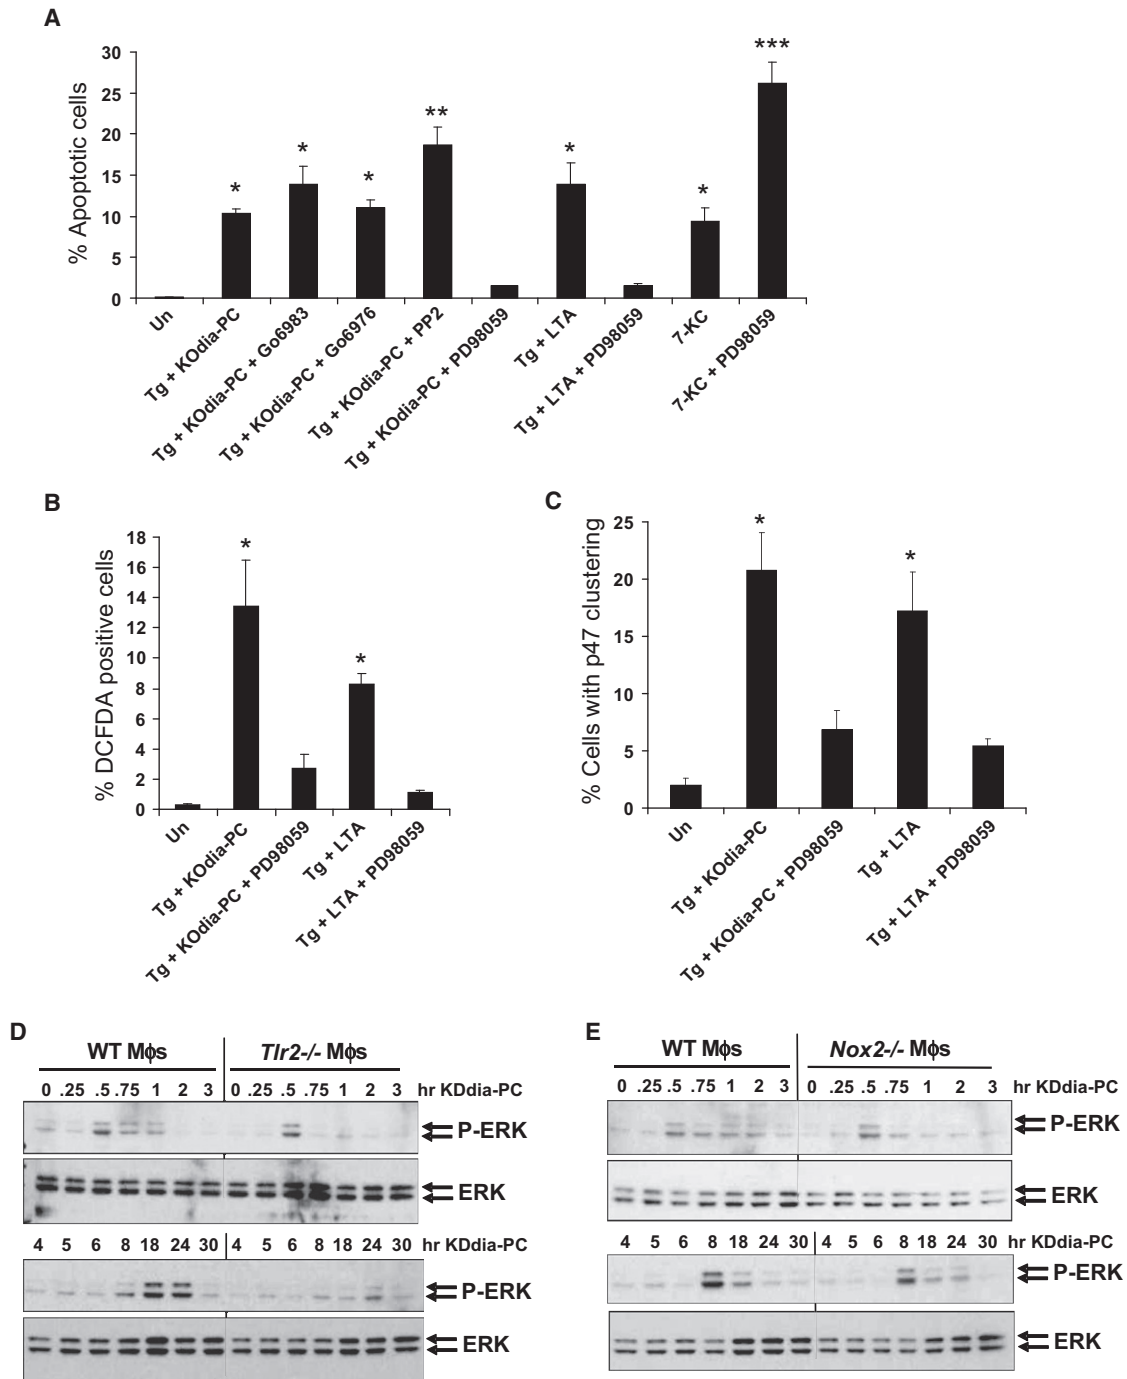 A
% Apoptotic cells
30
25
20
15
10
5
0
*
*
*
**
*
*
***
Un
Tg + KOdia-PC
Tg + KOdia-PC + Go6983
Tg + KOdia-PC + Go6976
Tg + KOdia-PC + PP2
Tg + KOdia-PC + PD98059
Tg + LTA
Tg + LTA + PD98059
7-KC
7-KC + PD98059
B
% DCFDA positive cells
18
16
14
12
10
8
6
4
2
0
*
*
Un
Tg + KOdia-PC
Tg + KOdia-PC + PD98059
Tg + LTA
Tg + LTA + PD98059
C
% Cells with p47 clustering
25
20
15
10
5
0
*
*
Un
Tg + KOdia-PC
Tg + KOdia-PC + PD98059
Tg + LTA
Tg + LTA + PD98059
D
WT Mϕs Tlr2-/- Mϕs
0 .25 .5 .75 1 2 3 0 .25 .5 .75 1 2 3 hr KDdia-PC
P-ERK
ERK
4 5 6 8 18 24 30 4 5 6 8 18 24 30 hr KDdia-PC
P-ERK
ERK
E
WT Mϕs Nox2-/- Mϕs
0 .25 .5 .75 1 2 3 0 .25 .5 .75 1 2 3 hr KDdia-PC
P-ERK
ERK
4 5 6 8 18 24 30 4 5 6 8 18 24 30 hr KDdia-PC
P-ERK
ERK